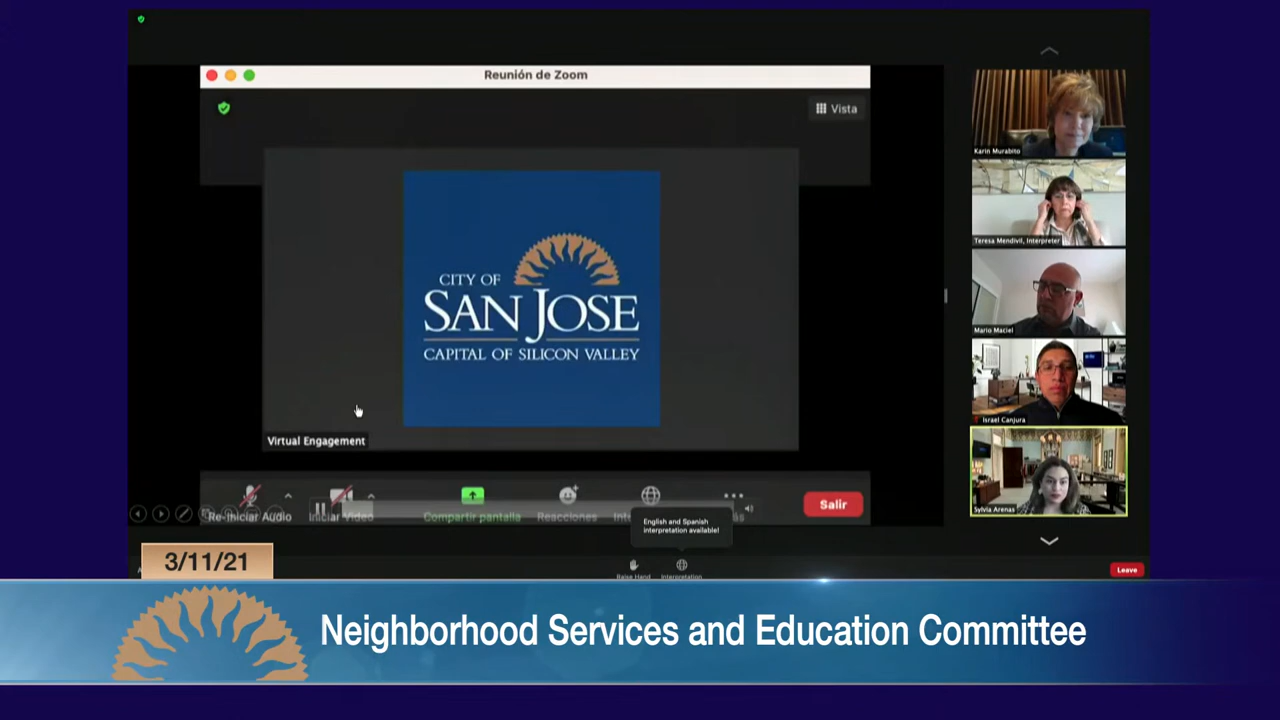 Reunión de Zoom
Vista
CITY OF
SAN JOSE
CAPITAL OF SILICON VALLEY
Virtual Engagement
Re-iniciar Audio
Iniciar Video
Compartir pantalla
Reacciones
Salir
English and Spanish
interpretation available!
Raise Hand
Interpretation
Leave
Karin Murabito
Teresa Mendivil, Interpreter
Mario Maciel
Israel Canjura
Sylvia Arenas
3/11/21
Neighborhood Services and Education Committee